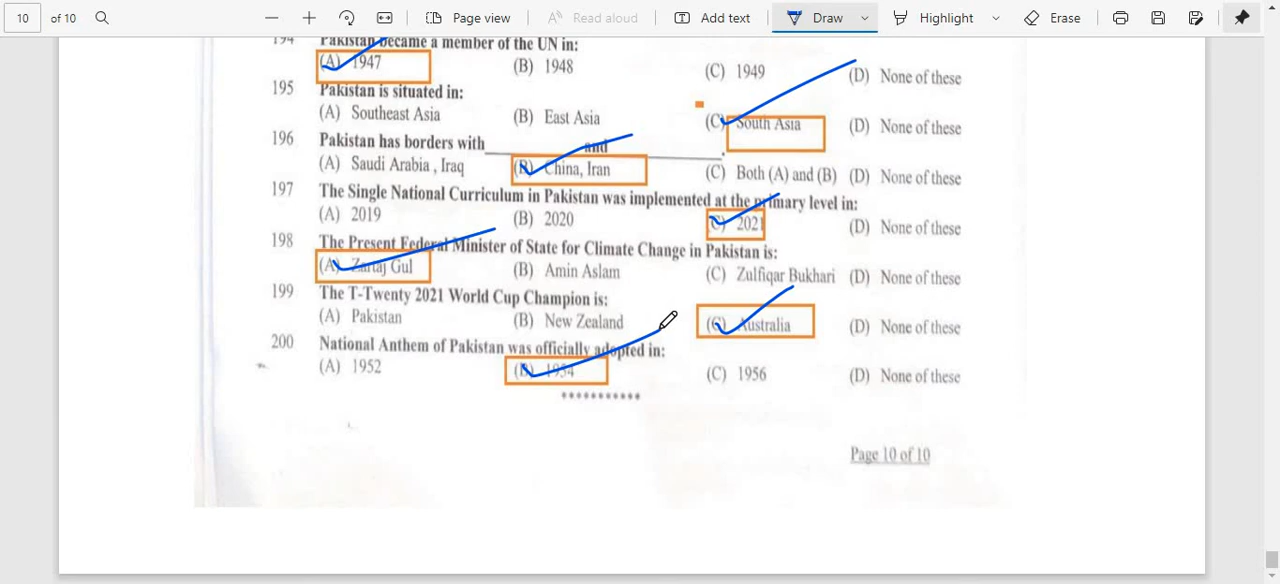 10 of 10 Page view Read aloud Add text Draw Highlight Erase
194 Pakistan became a member of the UN in:
(A) 1947 (B) 1948 (C) 1949 (D) None of these
195 Pakistan is situated in:
(A) Southeast Asia (B) East Asia (C) South Asia (D) None of these
196 Pakistan has borders with ____________ and ____________.
(A) Saudi Arabia , Iraq (B) China, Iran (C) Both (A) and (B) (D) None of these
197 The Single National Curriculum in Pakistan was implemented at the primary level in:
(A) 2019 (B) 2020 (C) 2021 (D) None of these
198 The Present Federal Minister of State for Climate Change in Pakistan is:
(A) Zartaj Gul (B) Amin Aslam (C) Zulfiqar Bukhari (D) None of these
199 The T-Twenty 2021 World Cup Champion is:
(A) Pakistan (B) New Zealand (C) Australia (D) None of these
200 National Anthem of Pakistan was officially adopted in:
(A) 1952 (B) 1954 (C) 1956 (D) None of these
***********
Page 10 of 10